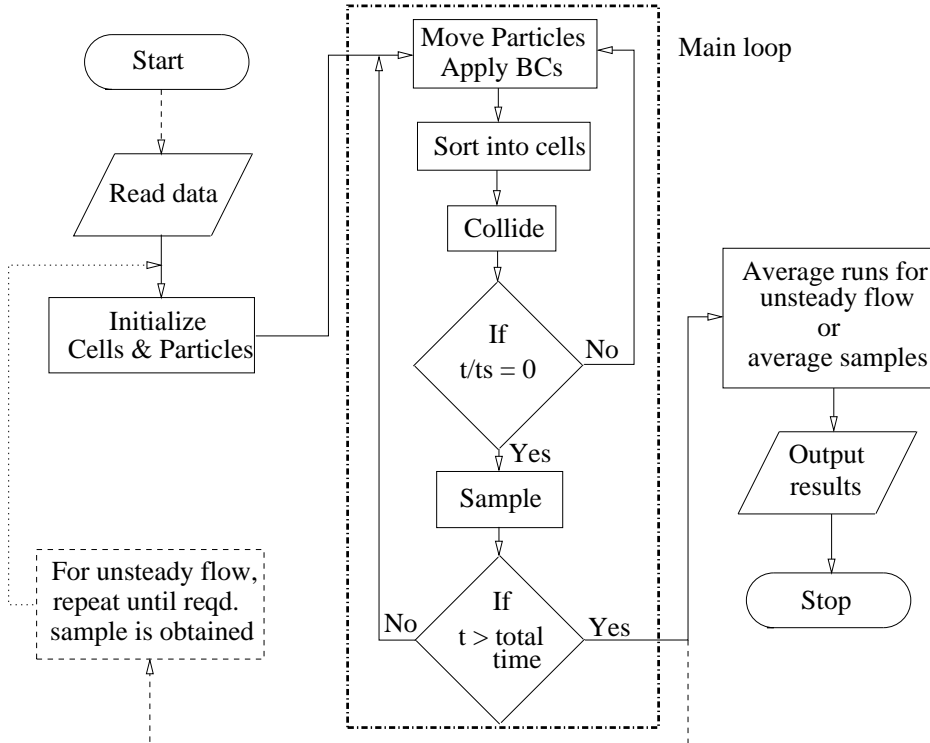 Start
Read data
Initialize
Cells & Particles
For unsteady flow,
repeat until reqd.
sample is obtained
Main loop
Move Particles
Apply BCs
Sort into cells
Collide
If
t/ts = 0
No
Yes
Sample
If
t > total
time
No
Yes
Average runs for
unsteady flow
or
average samples
Output
results
Stop